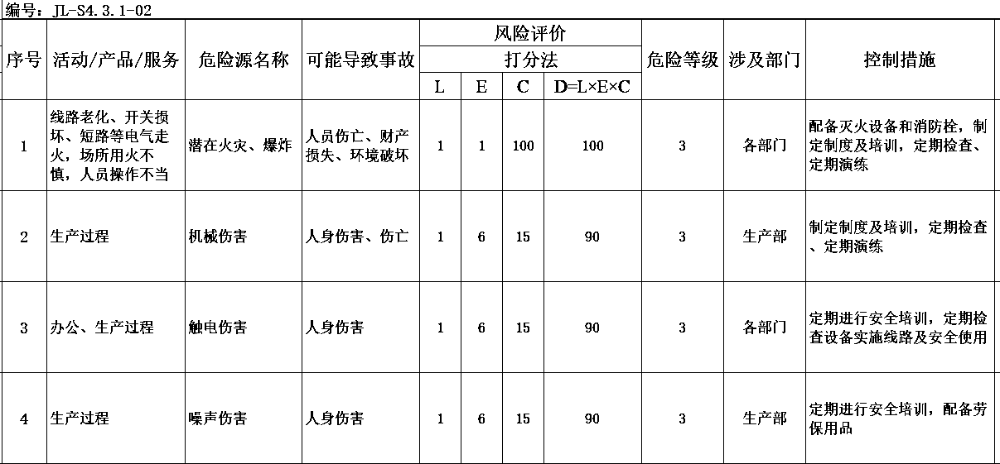 编号：JL-S4.3.1-02
风险评价
序号 活动/产品/服务 危险源名称 可能导致事故 打分法 危险等级 涉及部门 控制措施
L E C D=L×E×C
线路老化、开关损
坏、短路等电气走
火，场所用火不
慎，人员操作不当
1
潜在火灾、爆炸
人员伤亡、财产
损失、环境破坏
1 1 100 100 3 各部门
配备灭火设备和消防栓，制
定制度及培训，定期检查、
定期演练
2 生产过程 机械伤害 人身伤害、伤亡 1 6 15 90 3 生产部
制定制度及培训，定期检查
、定期演练
3 办公、生产过程 触电伤害 人身伤害 1 6 15 90 3 各部门
定期进行安全培训，定期检
查设备实施线路及安全使用
4 生产过程 噪声伤害 人身伤害 1 6 15 90 3 生产部
定期进行安全培训，配备劳
保用品